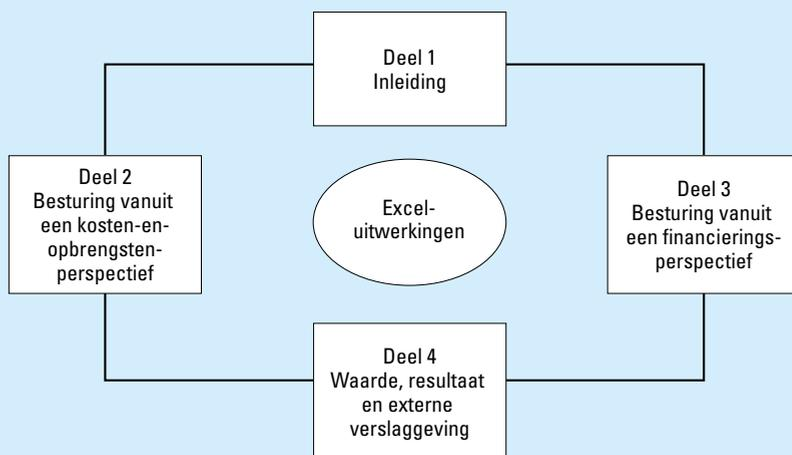 Deel 1
Inleiding
Deel 2
Besturing vanuit
een kosten-en-
opbrengsten-
perspectief
Excel-
uitwerkingen
Deel 3
Besturing vanuit
een financierings-
perspectief
Deel 4
Waarde, resultaat
en externe
verslaggeving